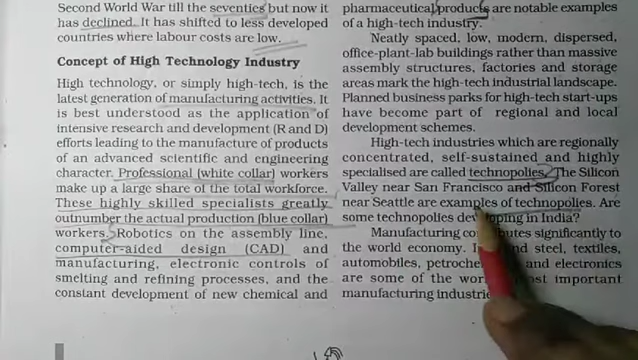 Second World War till the seventies but now it
has declined. It has shifted to less developed
countries where labour costs are low.
Concept of High Technology Industry
High technology, or simply high-tech, is the
latest generation of manufacturing activities. It
is best understood as the application of
intensive research and development (R and D)
efforts leading to the manufacture of products
of an advanced scientific and engineering
character. Professional (white collar) workers
make up a large share of the total workforce.
These highly skilled specialists greatly
outnumber the actual production (blue collar)
workers. Robotics on the assembly line,
computer-aided design (CAD) and
manufacturing, electronic controls of
smelting and refining processes, and the
constant development of new chemical and
pharmaceutical products are notable examples
of a high-tech industry.
Neatly spaced, low, modern, dispersed,
office-plant-lab buildings rather than massive
assembly structures, factories and storage
areas mark the high-tech industrial landscape.
Planned business parks for high-tech start-ups
have become part of regional and local
development schemes.
High-tech industries which are regionally
concentrated, self-sustained and highly
specialised are called technopolies. The Silicon
Valley near San Francisco and Silicon Forest
near Seattle are examples of technopolies. Are
some technopolies developing in India?
Manufacturing significantly to
the world economy. and steel, textiles,
automobiles, and electronics
are some of the important
manufacturing